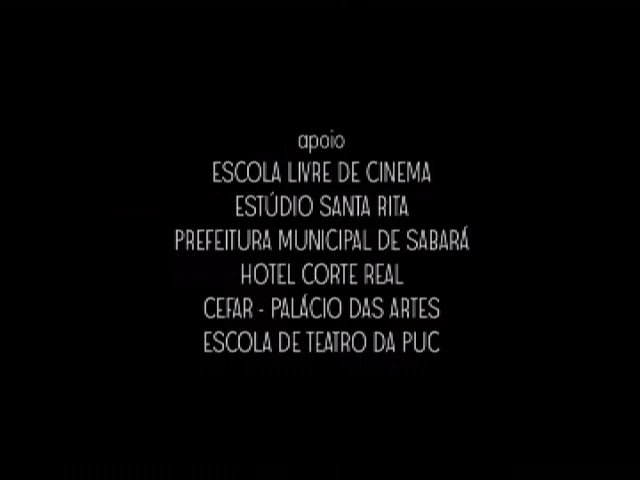 apoio
ESCOLA LIVRE DE CINEMA
ESTÚDIO SANTA RITA
PREFEITURA MUNICIPAL DE SABARÁ
HOTEL CORTE REAL
CEFAR - PALÁCIO DAS ARTES
ESCOLA DE TEATRO DA PUC